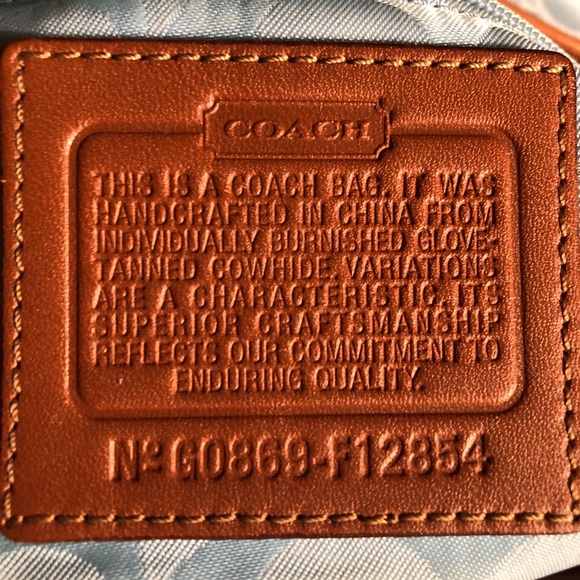 COACH
THIS IS A COACH BAG. IT WAS
HANDCRAFTED IN CHINA FROM
INDIVIDUALLY BURNISHED GLOVE-
TANNED COWHIDE. VARIATIONS
ARE A CHARACTERISTIC. ITS
SUPERIOR CRAFTSMANSHIP
REFLECTS OUR COMMITMENT TO
ENDURING QUALITY.
Nº G0869-F12854